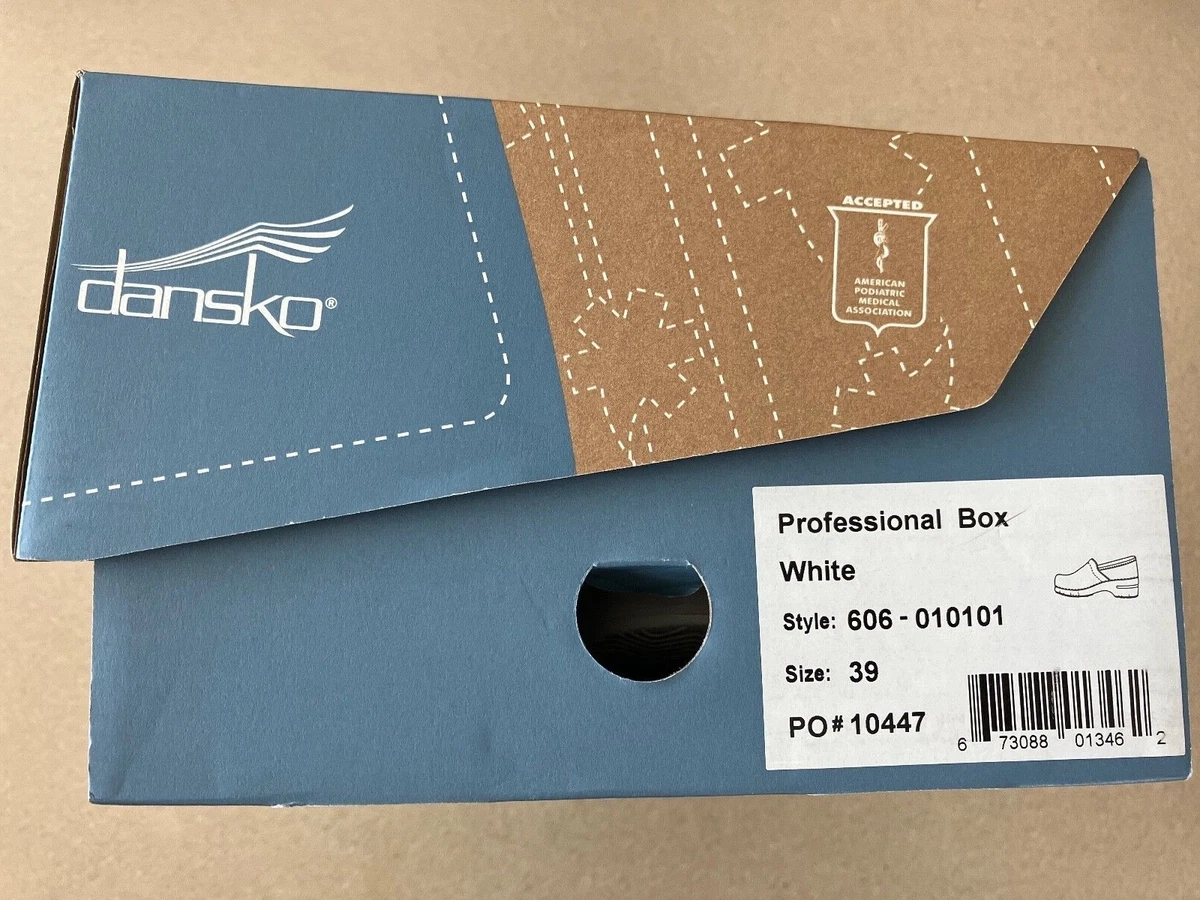 dansko®
ACCEPTED
AMERICAN
PODIATRIC
MEDICAL
ASSOCIATION
Professional Box
White
Style: 606-010101
Size: 39
PO#10447
6 73088 01346 2